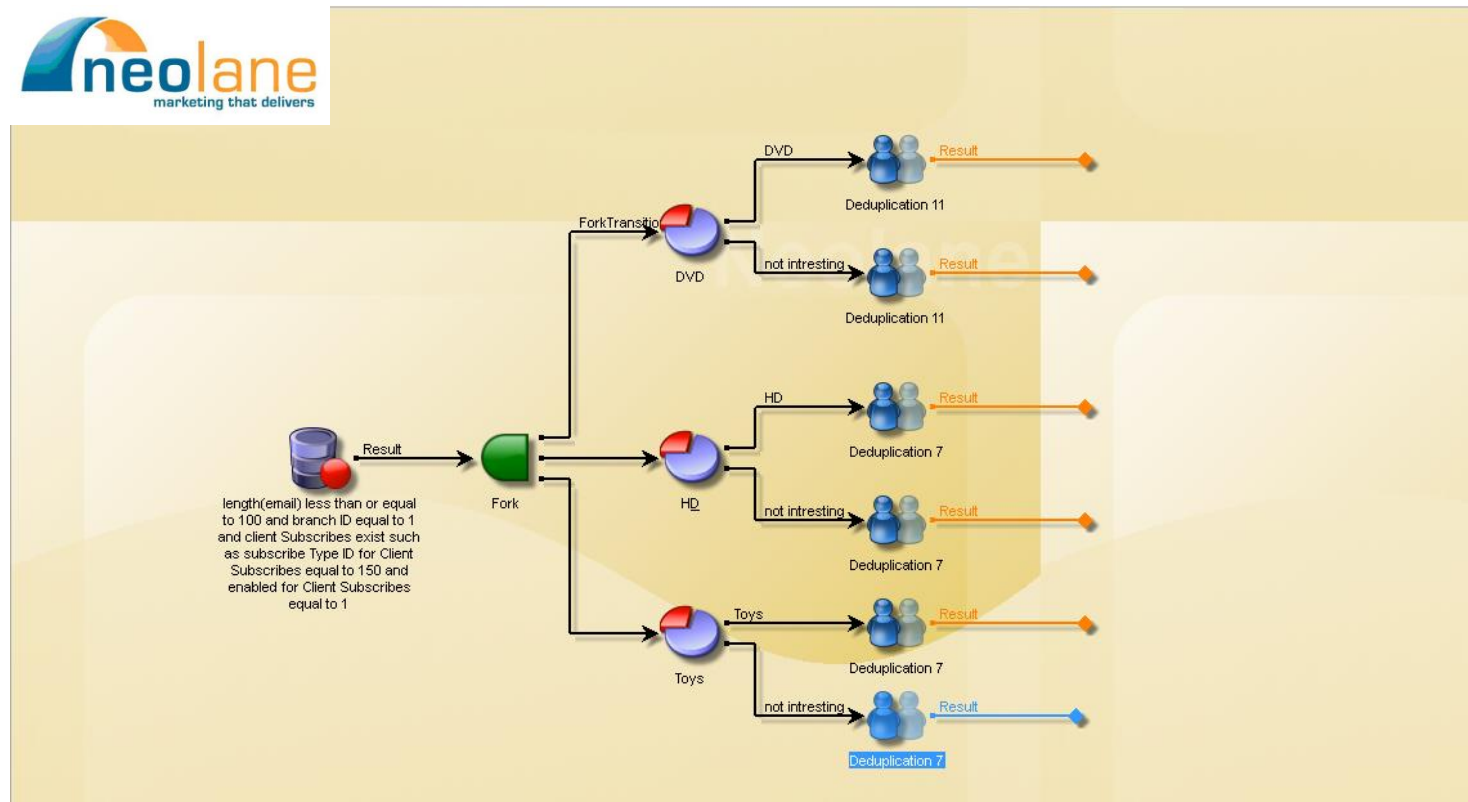 neolane
marketing that delivers
DVD
Result
Deduplication 11
ForkTransitio
DVD
not intresting
Result
Deduplication 11
Neolane
HD
Result
Deduplication 7
Result
Fork
HD
length(email) less than or equal
to 100 and branch ID equal to 1
and client Subscribes exist such
as subscribe Type ID for Client
Subscribes equal to 150 and
enabled for Client Subscribes
equal to 1
not intresting
Result
Deduplication 7
Toys
Result
Deduplication 7
Toys
not intresting
Result
Deduplication 7